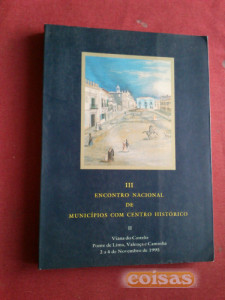 III
ENCONTRO NACIONAL
DE
MUNICÍPIOS COM CENTRO HISTÓRICO
II
Viana do Castelo
Ponte de Lima, Valença e Caminha
2 a 6 de Novembro de 1995
coisas